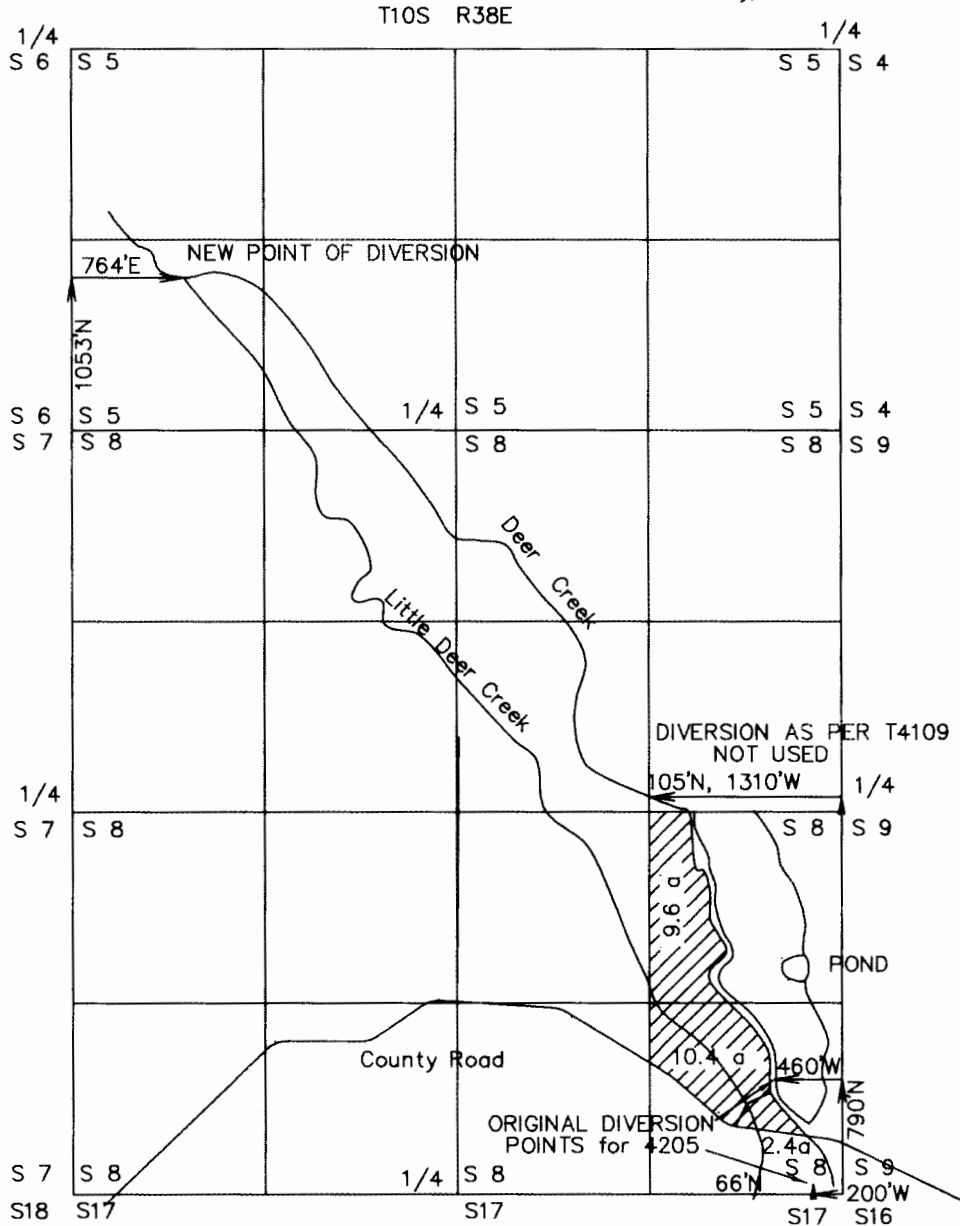 T10S R38E
1/4
1/4
S 6 S 5
S 5 S 4
NEW POINT OF DIVERSION
764'E
1053'N
S 6 S 5
1/4 S 5
S 5 S 4
S 7 S 8
S 8
S 8 S 9
Deer Creek
Little Deer Creek
DIVERSION AS PER T4109
NOT USED
105'N, 1310'W
1/4
1/4
S 7 S 8
S 8 S 9
9.6 a
POND
County Road
10.4 a
460'W
790'N
ORIGINAL DIVERSION
POINTS for 4205
2.4a
S 7 S 8
1/4 S 8
66'N
S 8 S 9
200'W
S18 S17
S17
S17 S16